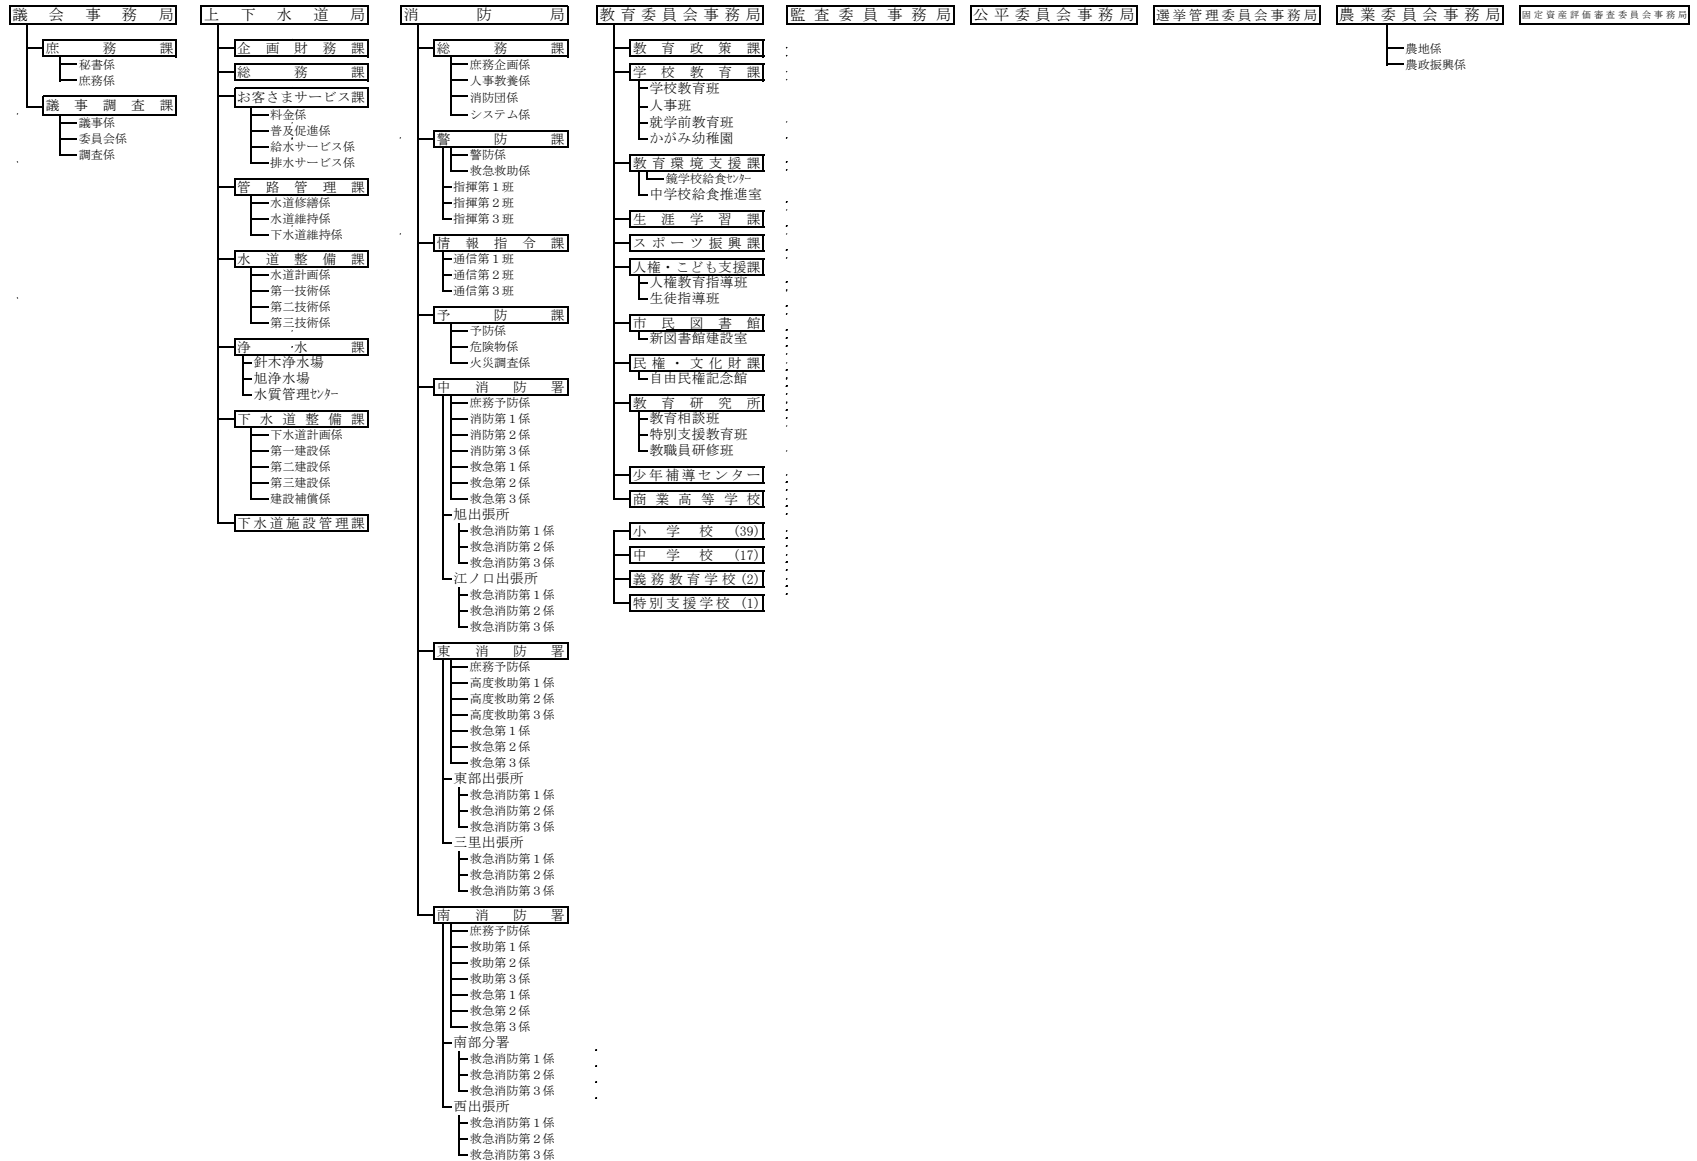 議会事務局
庶務課
秘書係
庶務係
議事調査課
議事係
委員会係
調査係
上下水道局
企画財務課
総務課
お客さまサービス課
料金係
普及促進係
給水サービス係
排水サービス係
管路管理課
水道修繕係
水道維持係
下水道維持係
水道整備課
水道計画係
第一技術係
第二技術係
第三技術係
浄水課
針木浄水場
旭浄水場
水質管理ｾﾝﾀｰ
下水道整備課
下水道計画係
第一建設係
第二建設係
第三建設係
建設補償係
下水道施設管理課
消防局
総務課
庶務企画係
人事教養係
消防団係
システム係
警防課
警防係
救急救助係
指揮第１班
指揮第２班
指揮第３班
情報指令課
通信第１班
通信第２班
通信第３班
予防課
予防係
危険物係
火災調査係
中消防署
庶務予防係
消防第１係
消防第２係
消防第３係
救急第１係
救急第２係
救急第３係
旭出張所
救急消防第１係
救急消防第２係
救急消防第３係
江ノ口出張所
救急消防第１係
救急消防第２係
救急消防第３係
東消防署
庶務予防係
高度救助第１係
高度救助第２係
高度救助第３係
救急第１係
救急第２係
救急第３係
東部出張所
救急消防第１係
救急消防第２係
救急消防第３係
三里出張所
救急消防第１係
救急消防第２係
救急消防第３係
南消防署
庶務予防係
救助第１係
救助第２係
救助第３係
救急第１係
救急第２係
救急第３係
南部分署
救急消防第１係
救急消防第２係
救急消防第３係
西出張所
救急消防第１係
救急消防第２係
救急消防第３係
教育委員会事務局
教育政策課
学校教育課
学校教育班
人事班
就学前教育班
かがみ幼稚園
教育環境支援課
鏡学校給食ｾﾝﾀｰ
中学校給食推進室
生涯学習課
スポーツ振興課
人権・こども支援課
人権教育指導班
生徒指導班
市民図書館
新図書館建設室
民権・文化財課
自由民権記念館
教育研究所
教育相談班
特別支援教育班
教職員研修班
少年補導センター
商業高等学校
小学校 (39)
中学校 (17)
義務教育学校 (2)
特別支援学校 (1)
監査委員事務局
公平委員会事務局
選挙管理委員会事務局
農業委員会事務局
農地係
農政振興係
固定資産評価審査委員会事務局